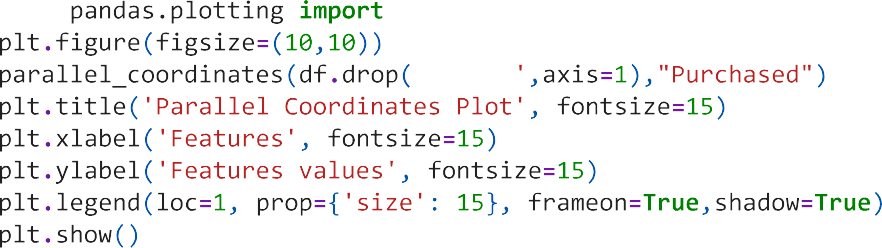 pandas.plotting import
plt.figure(figsize=(10,10))
parallel_coordinates(df.drop( ',axis=1),"Purchased")
plt.title('Parallel Coordinates Plot', fontsize=15)
plt.xlabel('Features', fontsize=15)
plt.ylabel('Features values', fontsize=15)
plt.legend(loc=1, prop={'size': 15}, frameon=True,shadow=True)
plt.show()